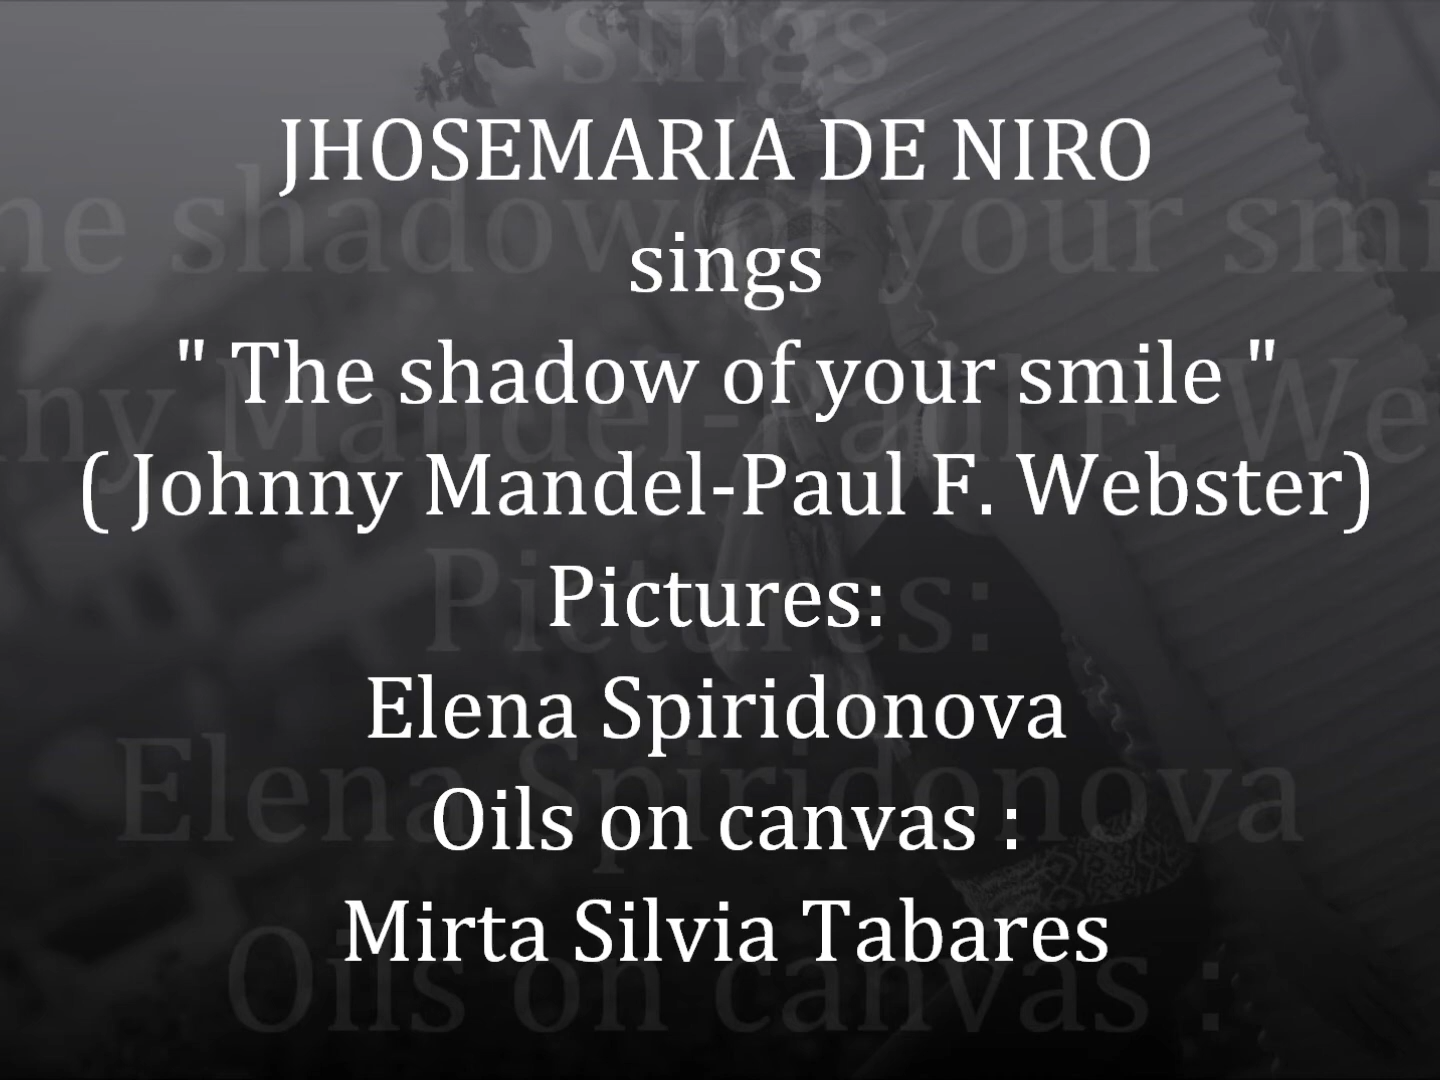 JHOSEMARIA DE NIRO
sings
" The shadow of your smile "
( Johnny Mandel-Paul F. Webster)
Pictures:
Elena Spiridonova
Oils on canvas :
Mirta Silvia Tabares